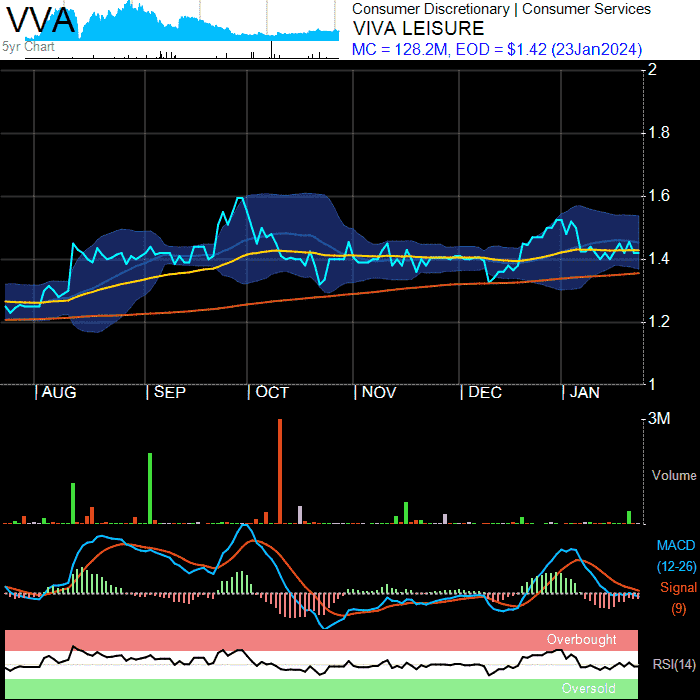 VVA
5yr Chart
Consumer Discretionary | Consumer Services
VIVA LEISURE
MC = 128.2M, EOD = $1.42 (23Jan2024)
2
1.8
1.6
1.4
1.2
1
| AUG | SEP | OCT | NOV | DEC | JAN
3M
Volume
MACD
(12-26)
Signal
(9)
Overbought
RSI(14)
Oversold